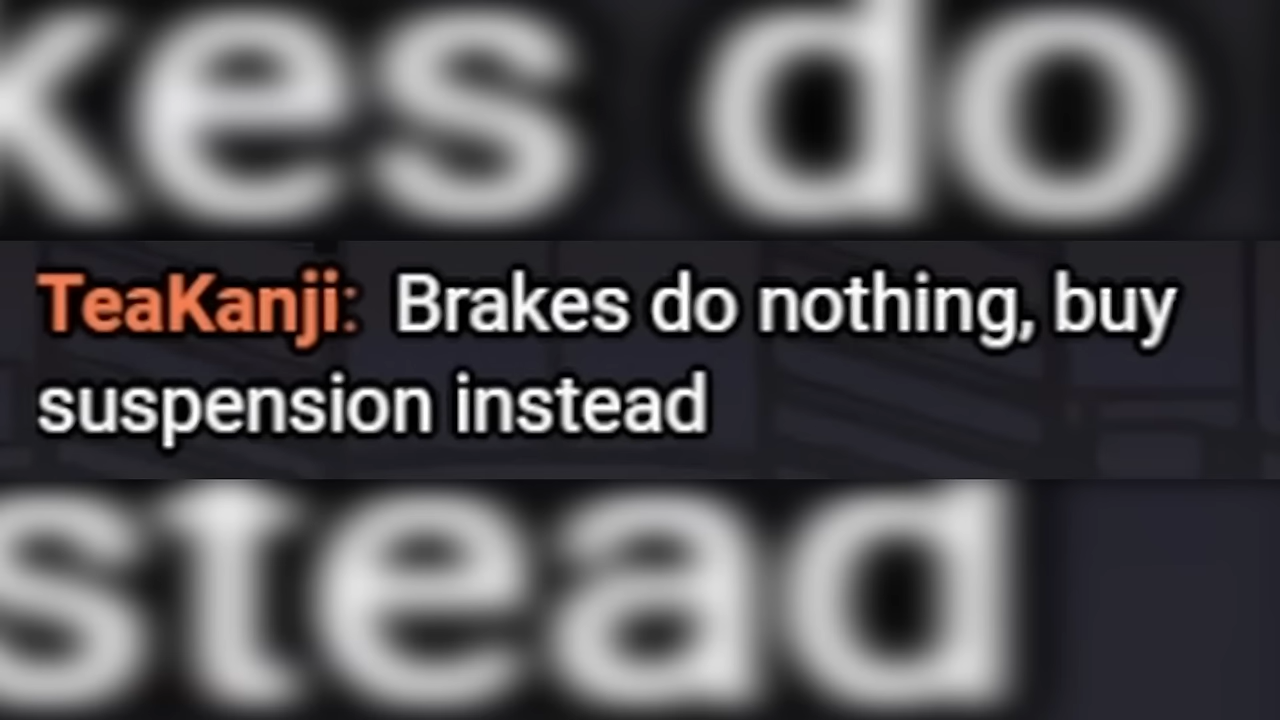 kes do
TeaKanji: Brakes do nothing, buy
suspension instead
stead